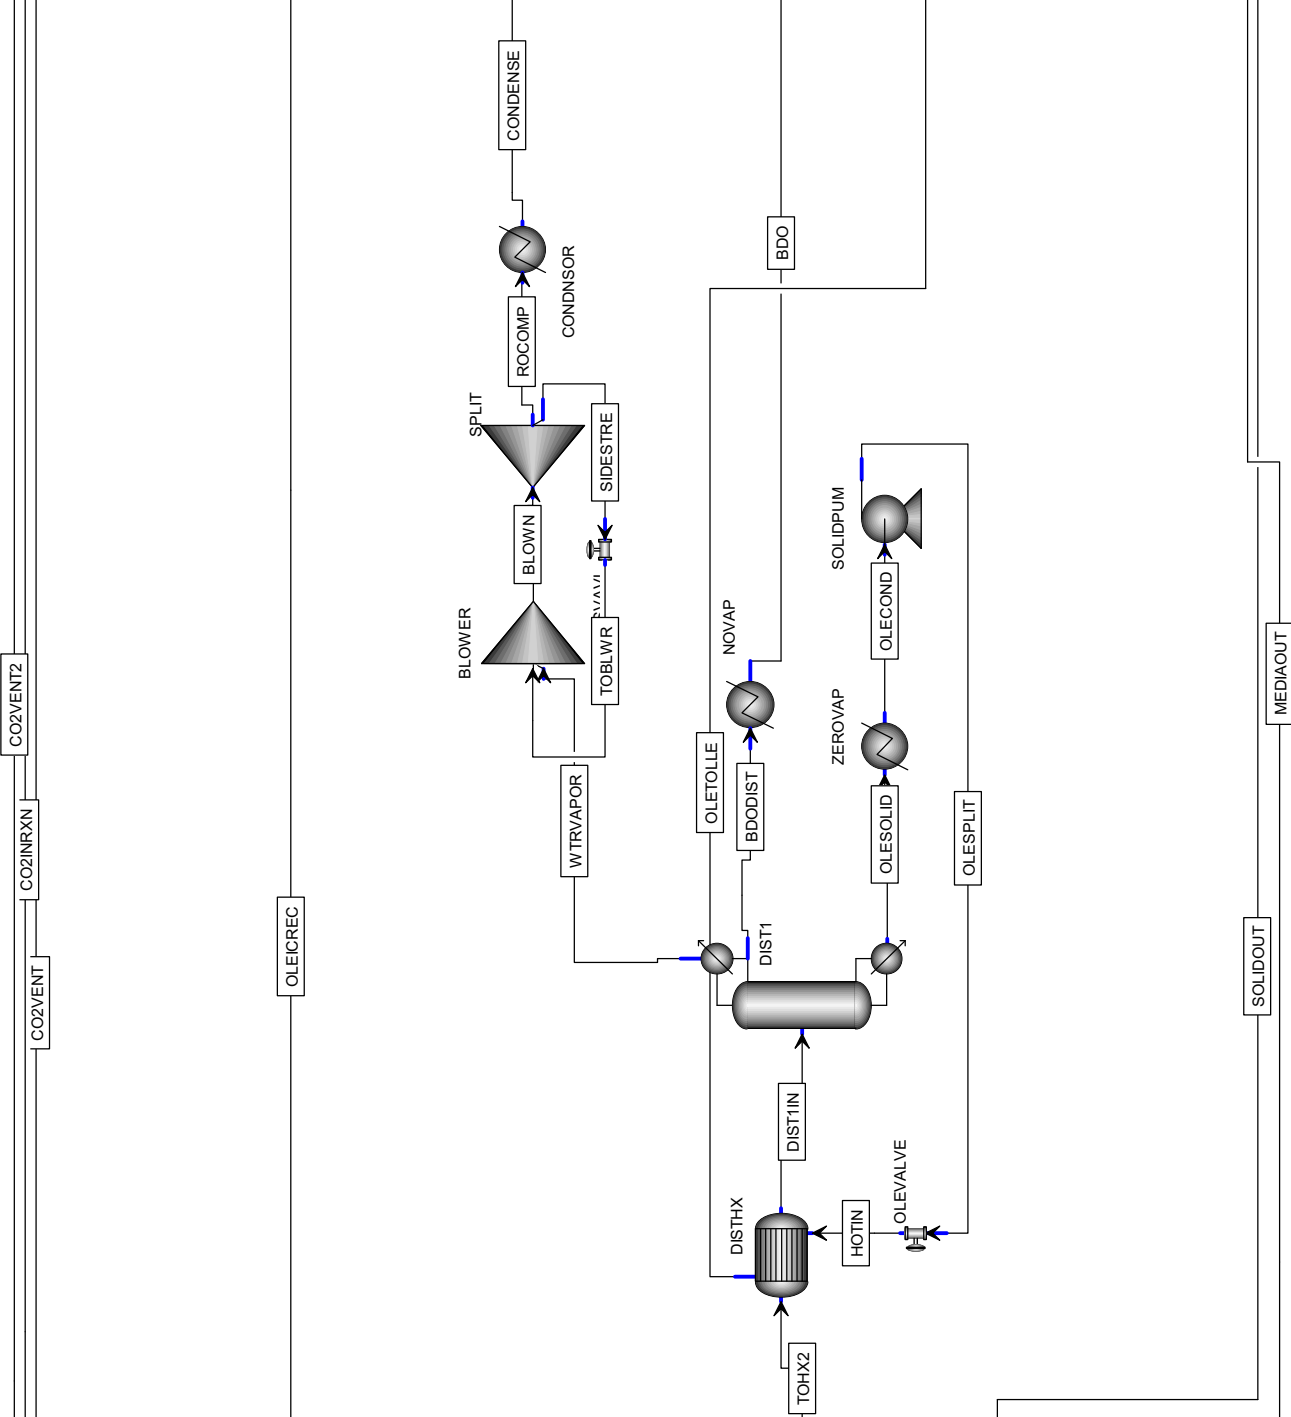 CONDENSE
CONDNSOR
ROCOMP
SPLIT
SIDESTRE
BLOWN
BLOWER
TOBLWR
WTRVAPOR
BDO
NOVAP
BDODIST
OLETOLLE
SOLIDPUM
OLECOND
ZEROVAP
OLESOLID
OLESPLIT
DIST1
DIST1IN
DISTHX
HOTIN
OLEVALVE
TOHX2
CO2VENT2
CO2INRXN
CO2VENT
OLEICREC
MEDIAOUT
SOLIDOUT